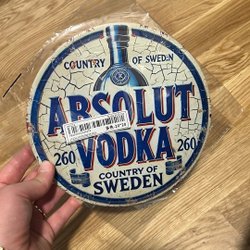 COUNTRY OF SWEDEN
ABSOLUT
VODKA
260 260
COUNTRY OF
SWEDEN